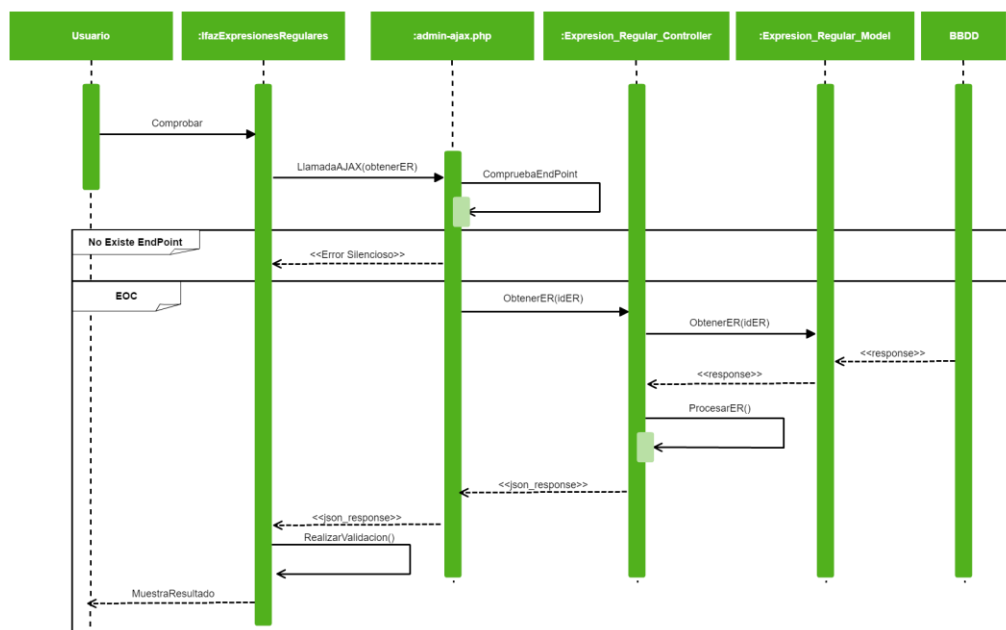 Usuario
:IfazExpresionesRegulares
:admin-ajax.php
:Expresion_Regular_Controller
:Expresion_Regular_Model
BBDD
Comprobar
LlamadaAJAX(obtenerER)
CompruebaEndPoint
No Existe EndPoint
<<Error Silencioso>>
EOC
ObtenerER(idER)
ObtenerER(idER)
<<response>>
<<response>>
ProcesarER()
<<json_response>>
<<json_response>>
RealizarValidacion()
MuestraResultado